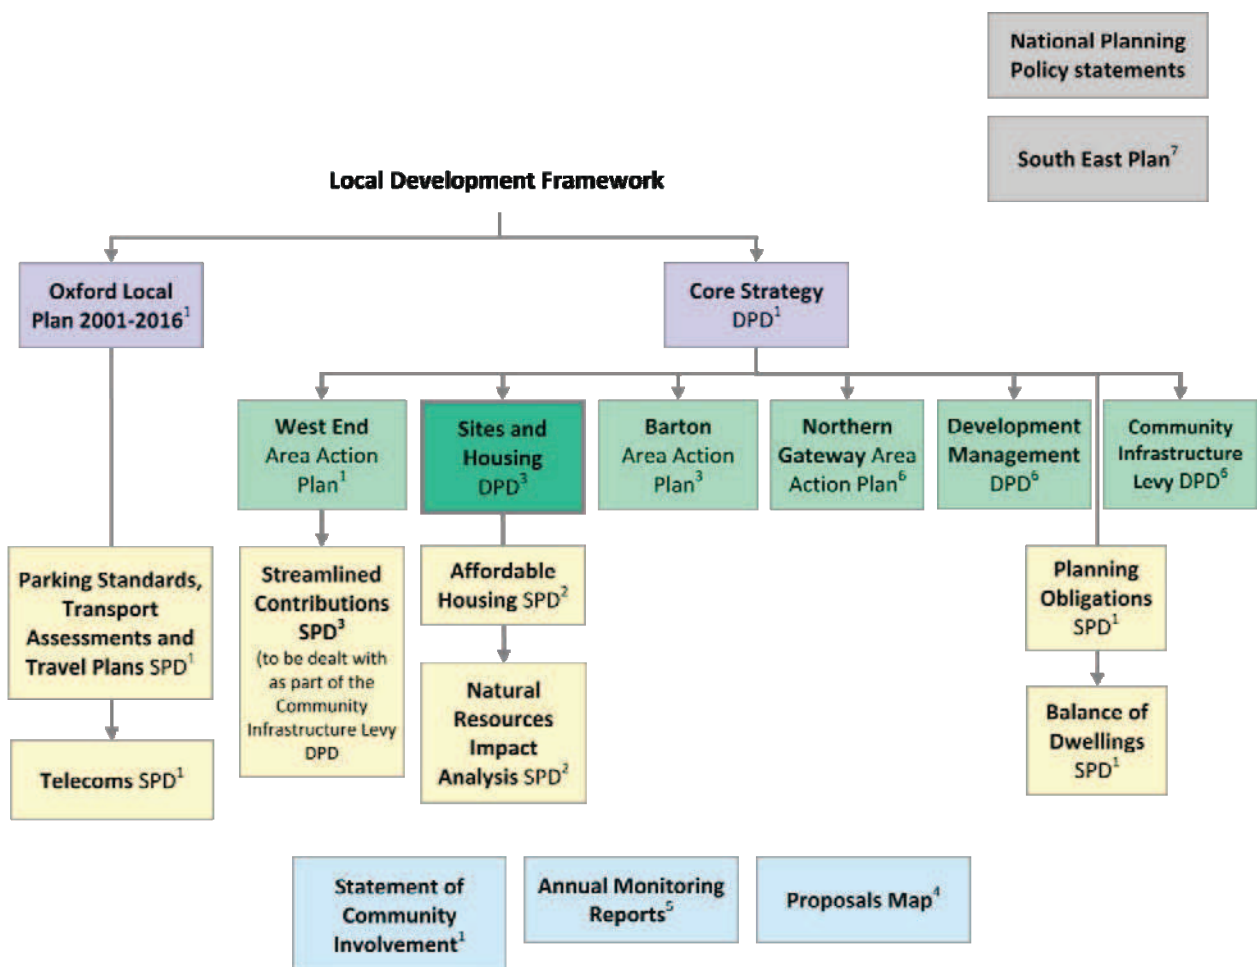 National Planning
Policy statements
South East Plan⁷
Local Development Framework
Oxford Local
Plan 2001-2016¹
Core Strategy
DPD¹
West End
Area Action
Plan¹
Sites and
Housing
DPD³
Barton
Area Action
Plan³
Northern
Gateway Area
Action Plan⁶
Development
Management
DPD⁶
Community
Infrastructure
Levy DPD⁶
Parking Standards,
Transport
Assessments and
Travel Plans SPD¹
Streamlined
Contributions
SPD³
(to be dealt with
as part of the
Community
Infrastructure Levy
DPD
Affordable
Housing SPD²
Planning
Obligations
SPD¹
Natural
Resources
Impact
Analysis SPD²
Balance of
Dwellings
SPD¹
Telecoms SPD¹
Statement of
Community
Involvement¹
Annual Monitoring
Reports⁵
Proposals Map⁴